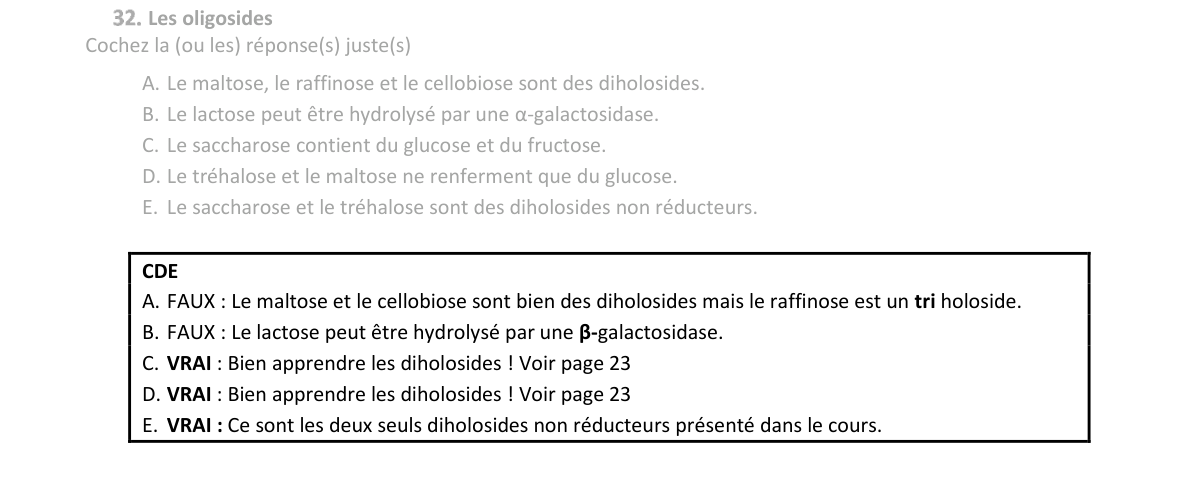 32. Les oligosides
Cochez la (ou les) réponse(s) juste(s)
A. Le maltose, le raffinose et le cellobiose sont des diholosides.
B. Le lactose peut être hydrolysé par une α-galactosidase.
C. Le saccharose contient du glucose et du fructose.
D. Le tréhalose et le maltose ne renferment que du glucose.
E. Le saccharose et le tréhalose sont des diholosides non réducteurs.
CDE
A. FAUX : Le maltose et le cellobiose sont bien des diholosides mais le raffinose est un tri holoside.
B. FAUX : Le lactose peut être hydrolysé par une β-galactosidase.
C. VRAI : Bien apprendre les diholosides ! Voir page 23
D. VRAI : Bien apprendre les diholosides ! Voir page 23
E. VRAI : Ce sont les deux seuls diholosides non réducteurs présenté dans le cours.